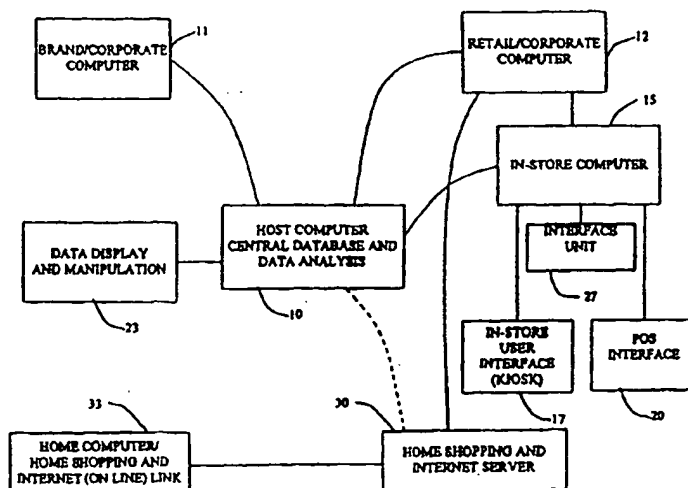 BRAND/CORPORATE
COMPUTER
11
RETAIL/CORPORATE
COMPUTER
12
15
IN-STORE COMPUTER
HOST COMPUTER
CENTRAL DATABASE AND
DATA ANALYSIS
10
DATA DISPLAY
AND MANIPULATION
23
INTERFACE
UNIT
27
IN-STORE
USER
INTERFACE
(KIOSK)
17
POS
INTERFACE
20
33
HOME COMPUTER/
HOME SHOPPING AND
INTERNET (ON LINE) LINK
30
HOME SHOPPING AND
INTERNET SERVER